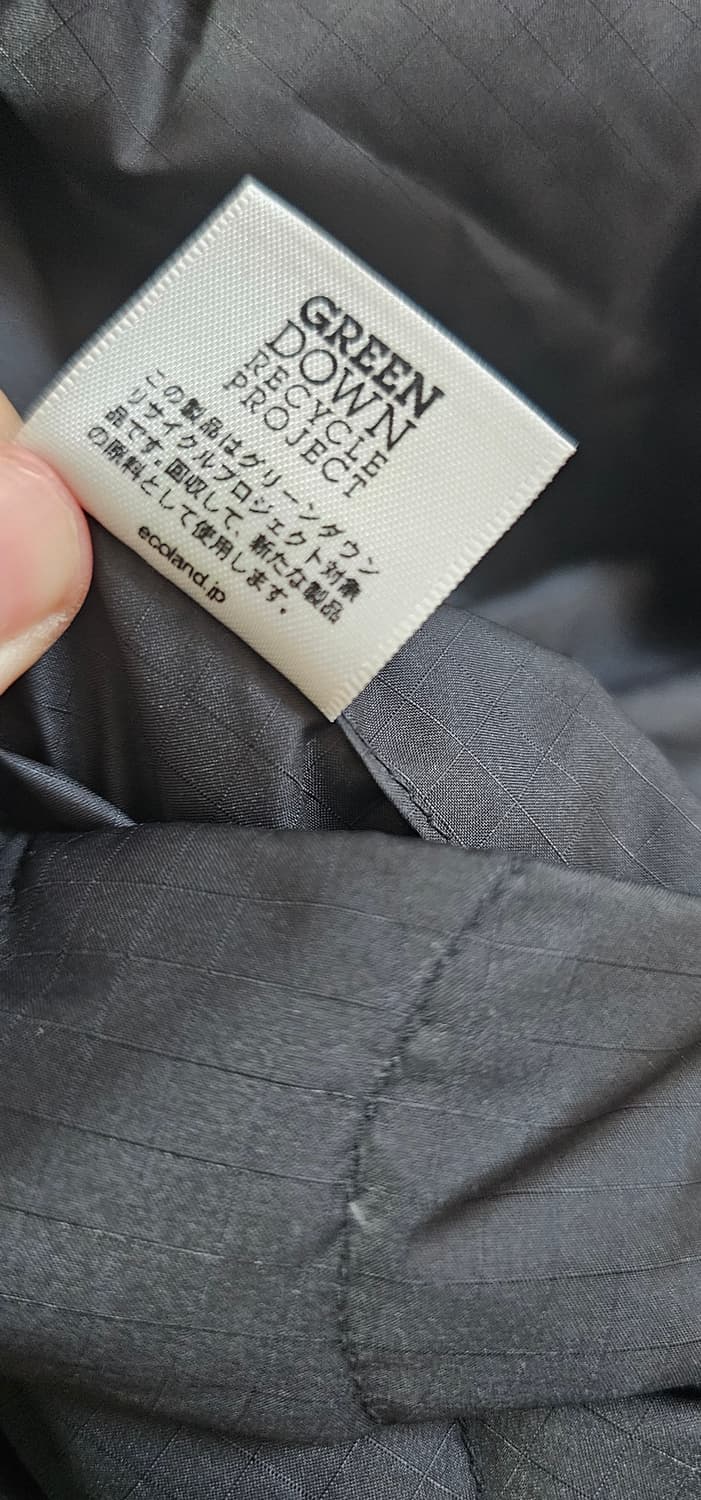 GREEN
DOWN
RECYCLE
PROJECT
この製品はグリーンダウン
リサイクルプロジェクト対象
品です。回収して、新たな製品
の原料として使用します。
ecoland.jp